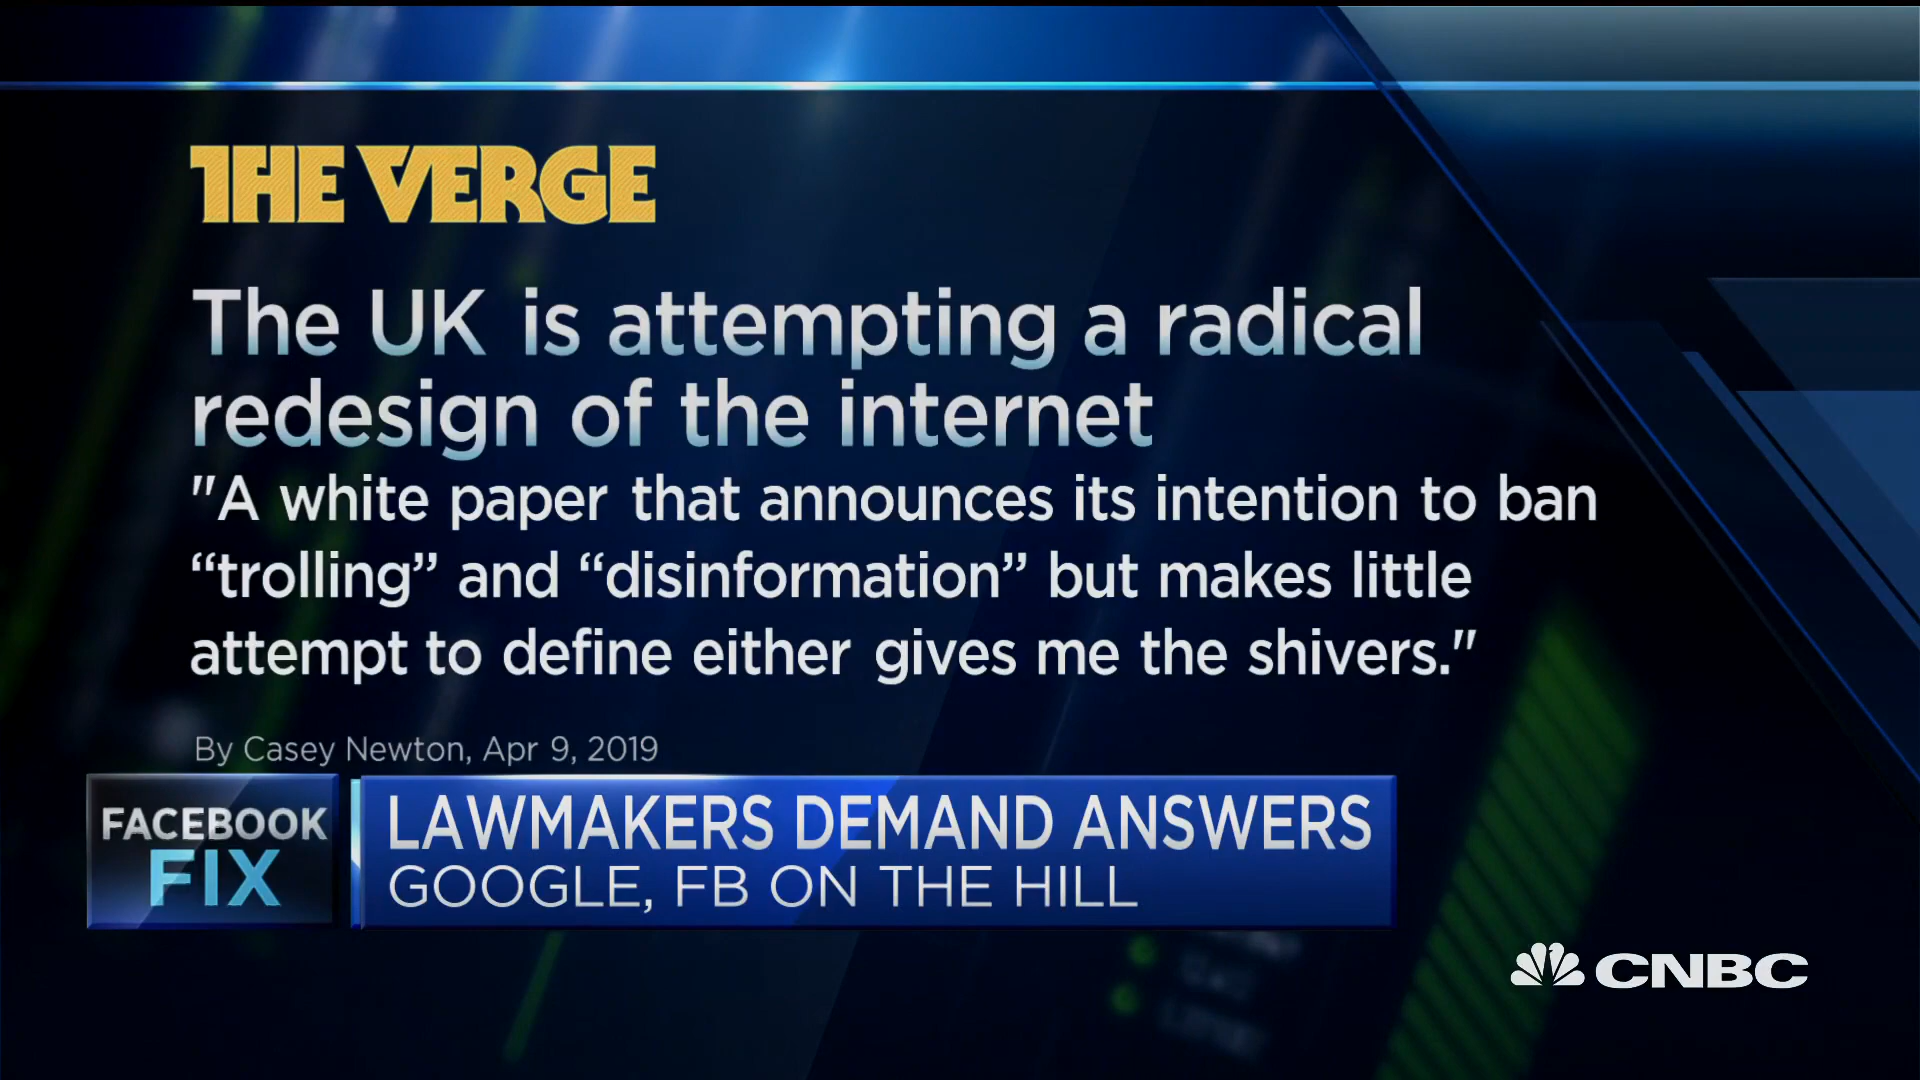 THE VERGE
The UK is attempting a radical
redesign of the internet
"A white paper that announces its intention to ban
“trolling” and “disinformation” but makes little
attempt to define either gives me the shivers."
By Casey Newton, Apr 9, 2019
FACEBOOK
FIX
LAWMAKERS DEMAND ANSWERS
GOOGLE, FB ON THE HILL
CNBC